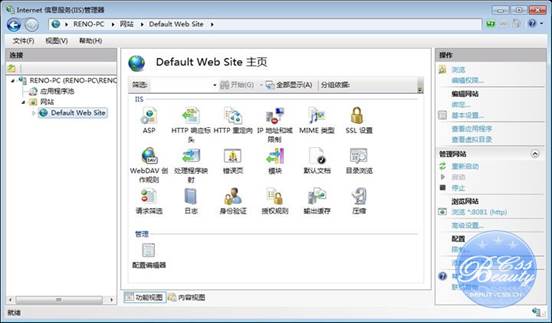 Internet 信息服务(IIS)管理器
RENO-PC ▸ 网站 ▸ Default Web Site ▸
文件(F) 视图(V) 帮助(H)
连接
RENO-PC (RENO-PC\RENO
应用程序池
网站
Default Web Site
Default Web Site 主页
筛选: 开始(G) 全部显示(A) 分组依据:
IIS
ASP
HTTP 响应标头
HTTP 重定向
IP 地址和域限制
MIME 类型
SSL 设置
WebDAV 创作规则
处理程序映射
错误页
模块
默认文档
目录浏览
请求筛选
日志
身份验证
授权规则
输出缓存
压缩
管理
配置编辑器
功能视图 内容视图
操作
浏览
编辑权限...
编辑网站
绑定...
基本设置...
查看应用程序
查看虚拟目录
管理网站
重新启动
启动
停止
浏览网站
浏览 *:8081 (http)
高级设置...
配置
Css
Beauty
BEAUTYCSS.CN
就绪